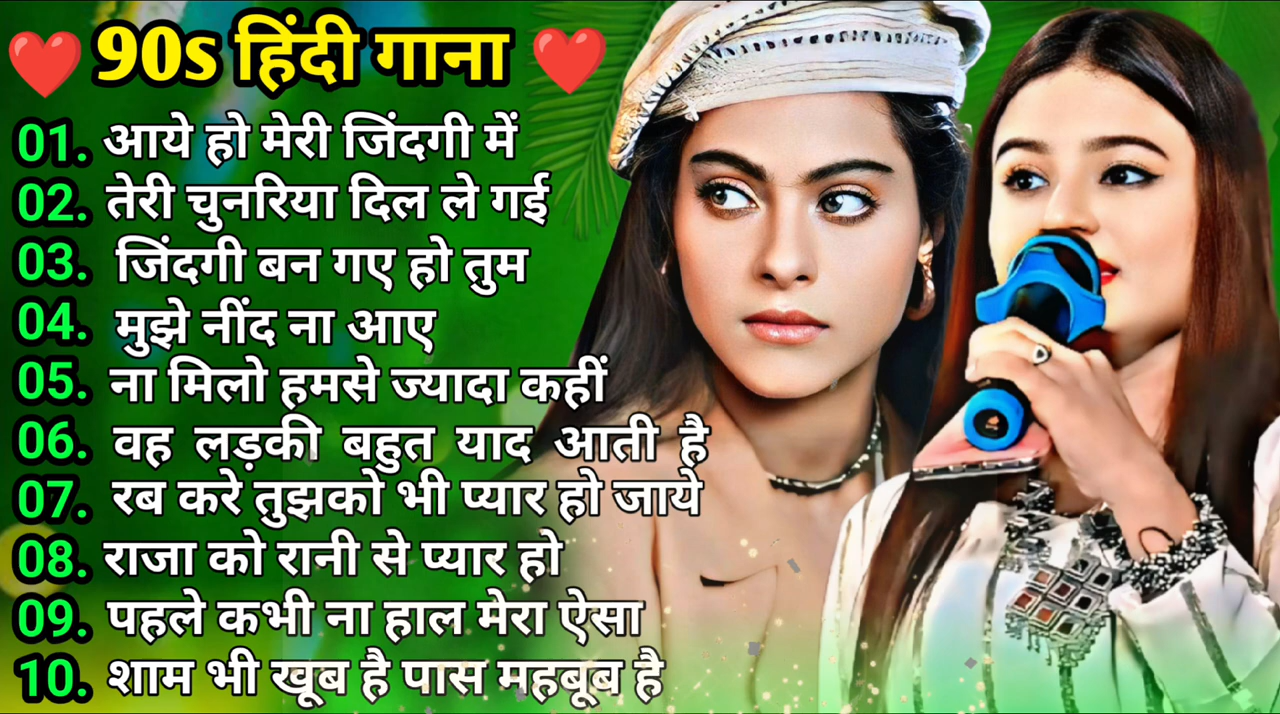 90s हिंदी गाना
01. आये हो मेरी जिंदगी में
02. तेरी चुनरिया दिल ले गई
03. जिंदगी बन गए हो तुम
04. मुझे नींद ना आए
05. ना मिलो हमसे ज्यादा कहीं
06. वह लड़की बहुत याद आती है
07. रब करे तुझको भी प्यार हो जाये
08. राजा को रानी से प्यार हो
09. पहले कभी ना हाल मेरा ऐसा
10. शाम भी खूब है पास महबूब है